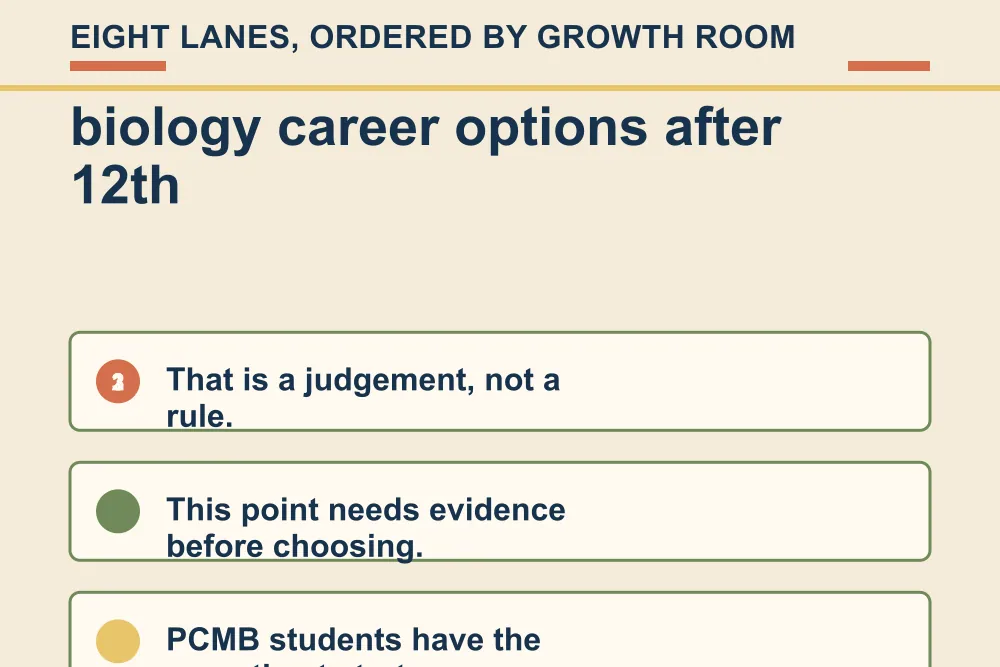 EIGHT LANES, ORDERED BY GROWTH ROOM
biology career options after
12th
That is a judgement, not a
rule.
This point needs evidence
before choosing.
PCMB students have the